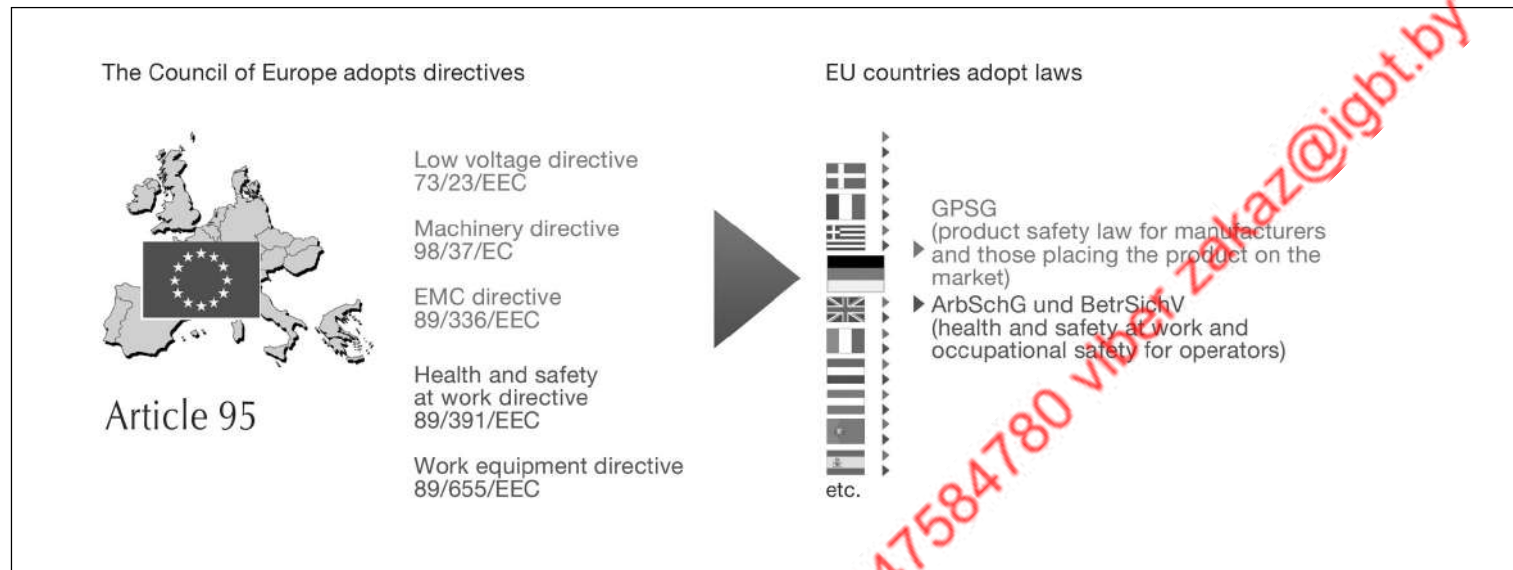 The Council of Europe adopts directives
Low voltage directive
73/23/EEC
Machinery directive
98/37/EC
EMC directive
89/336/EEC
Health and safety
at work directive
89/391/EEC
Work equipment directive
89/655/EEC
Article 95
EU countries adopt laws
GPSG
(product safety law for manufacturers
and those placing the product on the
market)
ArbSchG und BetrSichV
(health and safety at work and
occupational safety for operators)
etc.
47584780 viber zakaz@igbt.by